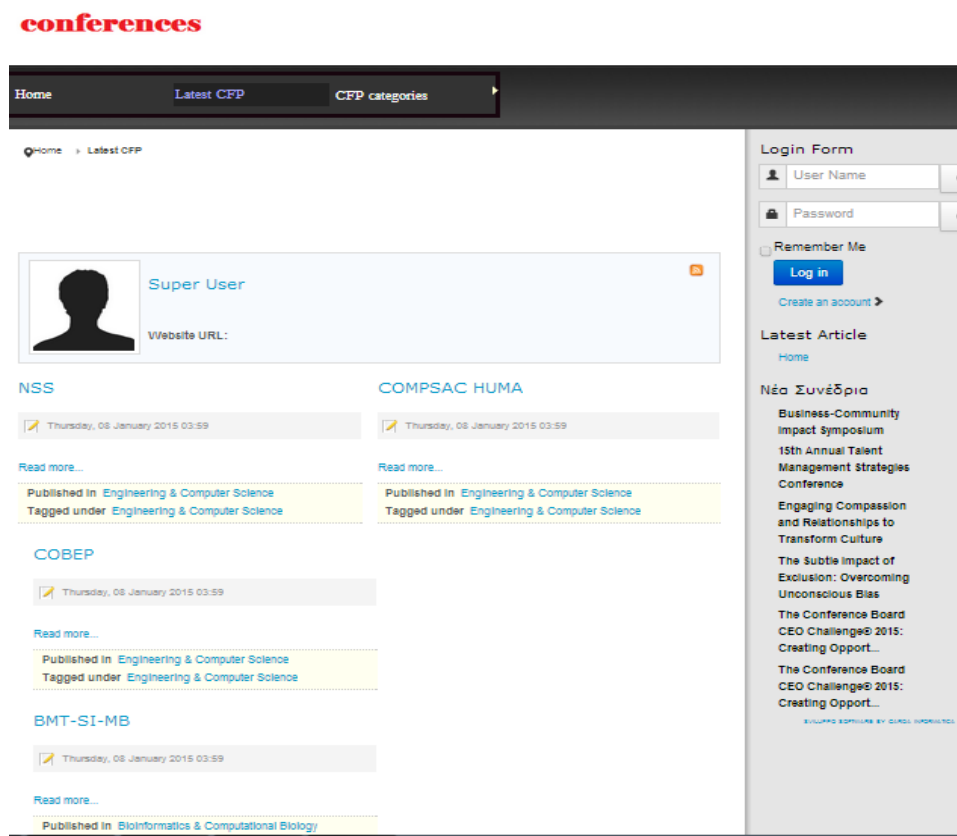 conferences
Home Latest CFP CFP categories
Home Latest CFP
Super User
Website URL:
NSS
Thursday, 08 January 2015 03:59
Read more...
Published in Engineering & Computer Science
Tagged under Engineering & Computer Science
COMPSAC HUMA
Thursday, 08 January 2015 03:59
Read more...
Published in Engineering & Computer Science
Tagged under Engineering & Computer Science
COBEP
Thursday, 08 January 2015 03:59
Read more...
Published in Engineering & Computer Science
Tagged under Engineering & Computer Science
BMT-SI-MB
Thursday, 08 January 2015 03:59
Read more...
Published in Bioinformatics & Computational Biology
Login Form
User Name
Password
Remember Me
Log in
Create an account
Latest Article
Home
Νέα Συνέδρια
Business-Community
Impact Symposium
15th Annual Talent
Management Strategies
Conference
Engaging Compassion
and Relationships to
Transform Culture
The Subtle Impact of
Exclusion: Overcoming
Unconscious Bias
The Conference Board
CEO Challenge® 2015:
Creating Opport...
The Conference Board
CEO Challenge® 2015:
Creating Opport...
SVILUPPO SOFTWARE BY